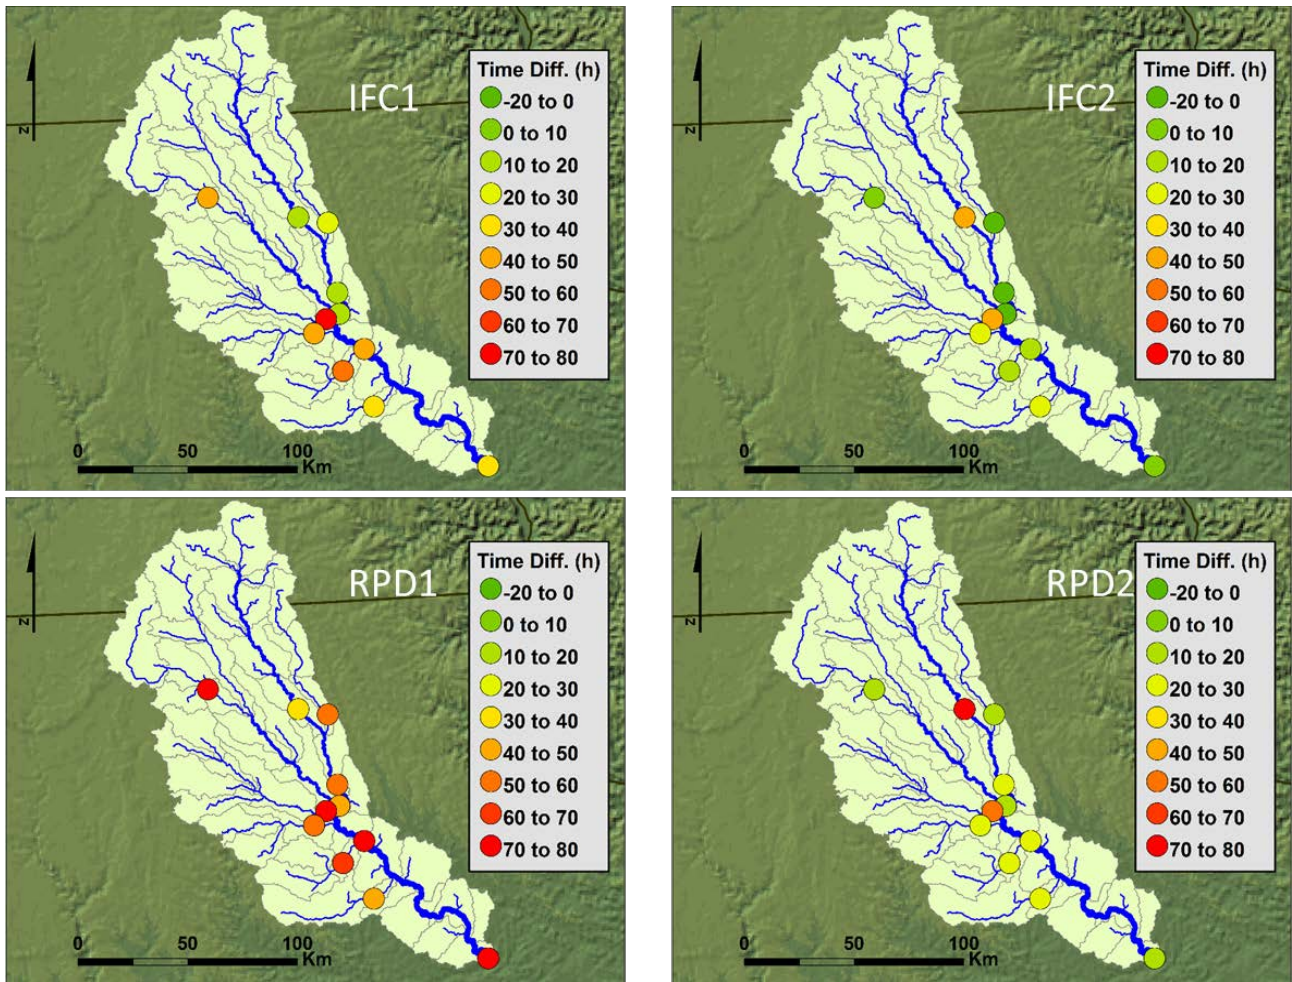 IFC1
Time Diff. (h)
-20 to 0
0 to 10
10 to 20
20 to 30
30 to 40
40 to 50
50 to 60
60 to 70
70 to 80
N
0 50 100
Km
IFC2
Time Diff. (h)
-20 to 0
0 to 10
10 to 20
20 to 30
30 to 40
40 to 50
50 to 60
60 to 70
70 to 80
N
0 50 100
Km
RPD1
Time Diff. (h)
-20 to 0
0 to 10
10 to 20
20 to 30
30 to 40
40 to 50
50 to 60
60 to 70
70 to 80
N
0 50 100
Km
RPD2
Time Diff. (h)
-20 to 0
0 to 10
10 to 20
20 to 30
30 to 40
40 to 50
50 to 60
60 to 70
70 to 80
N
0 50 100
Km